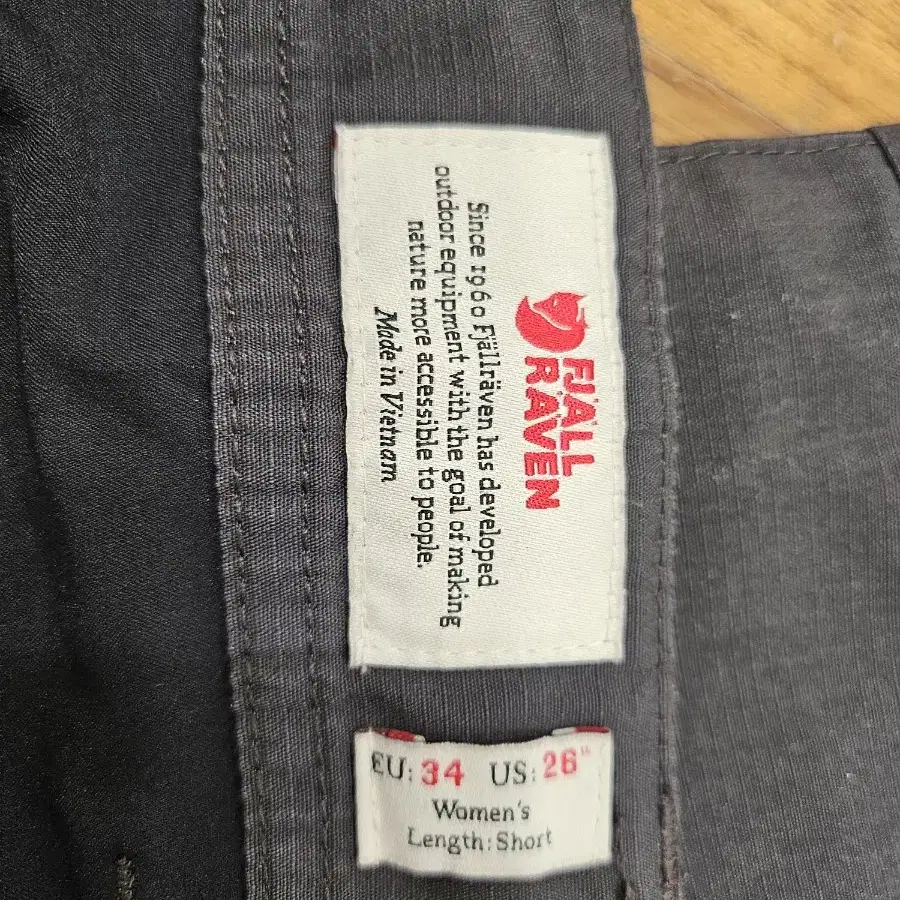 FJÄLL
RÄVEN
Since 1960 Fjällräven has developed
outdoor equipment with the goal of making
nature more accessible to people.
Made in Vietnam
EU: 34 US: 26"
Women's
Length: Short